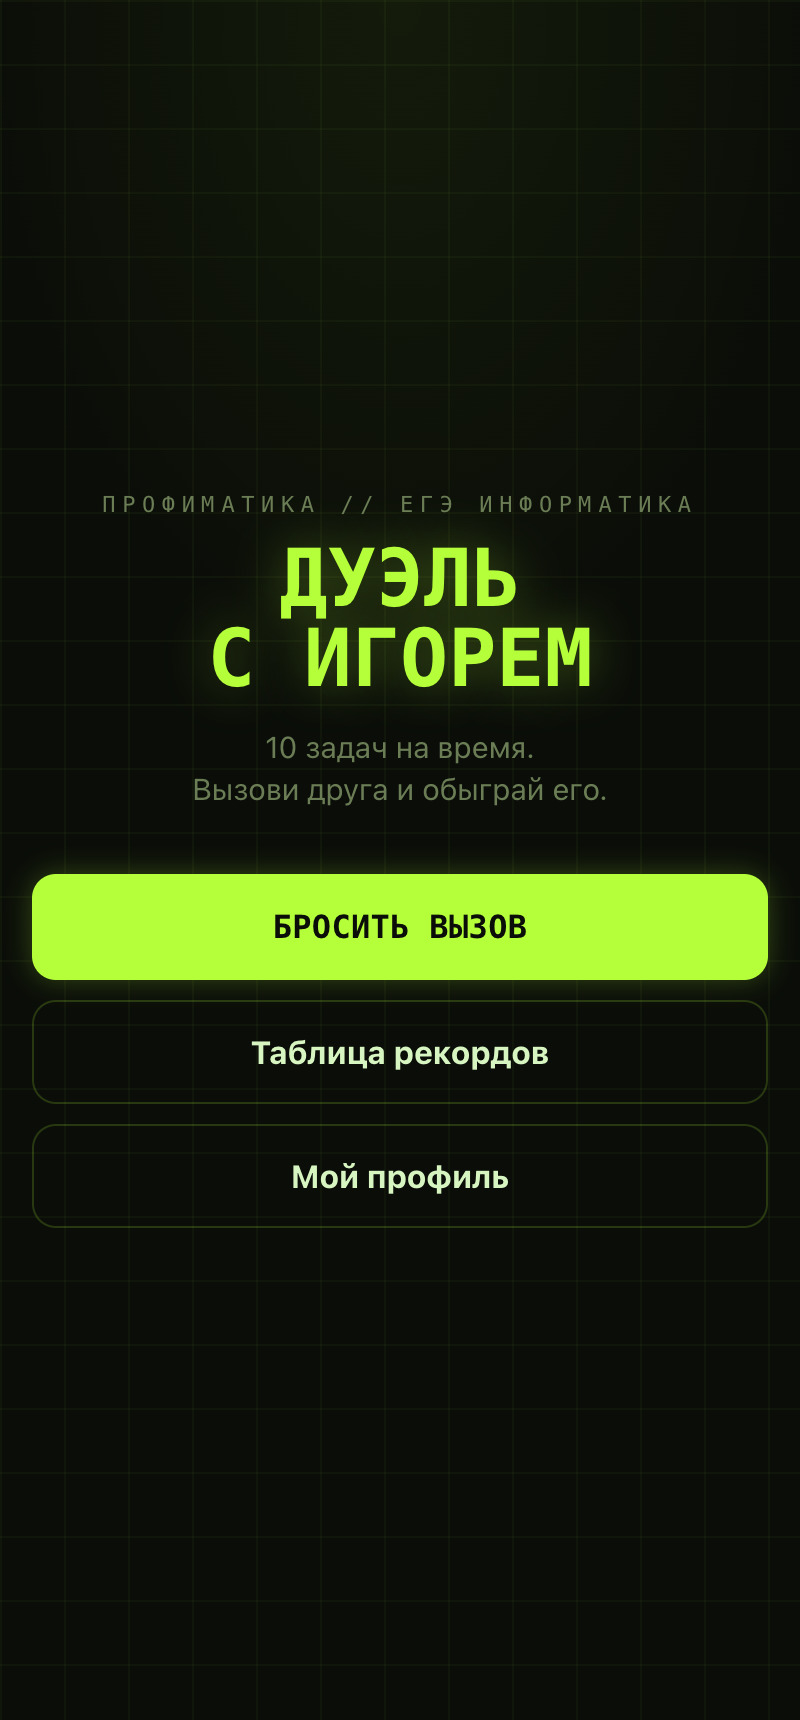 ПРОФИМАТИКА // ЕГЭ ИНФОРМАТИКА
ДУЭЛЬ
С ИГОРЕМ
10 задач на время.
Вызови друга и обыграй его.
БРОСИТЬ ВЫЗОВ
Таблица рекордов
Мой профиль